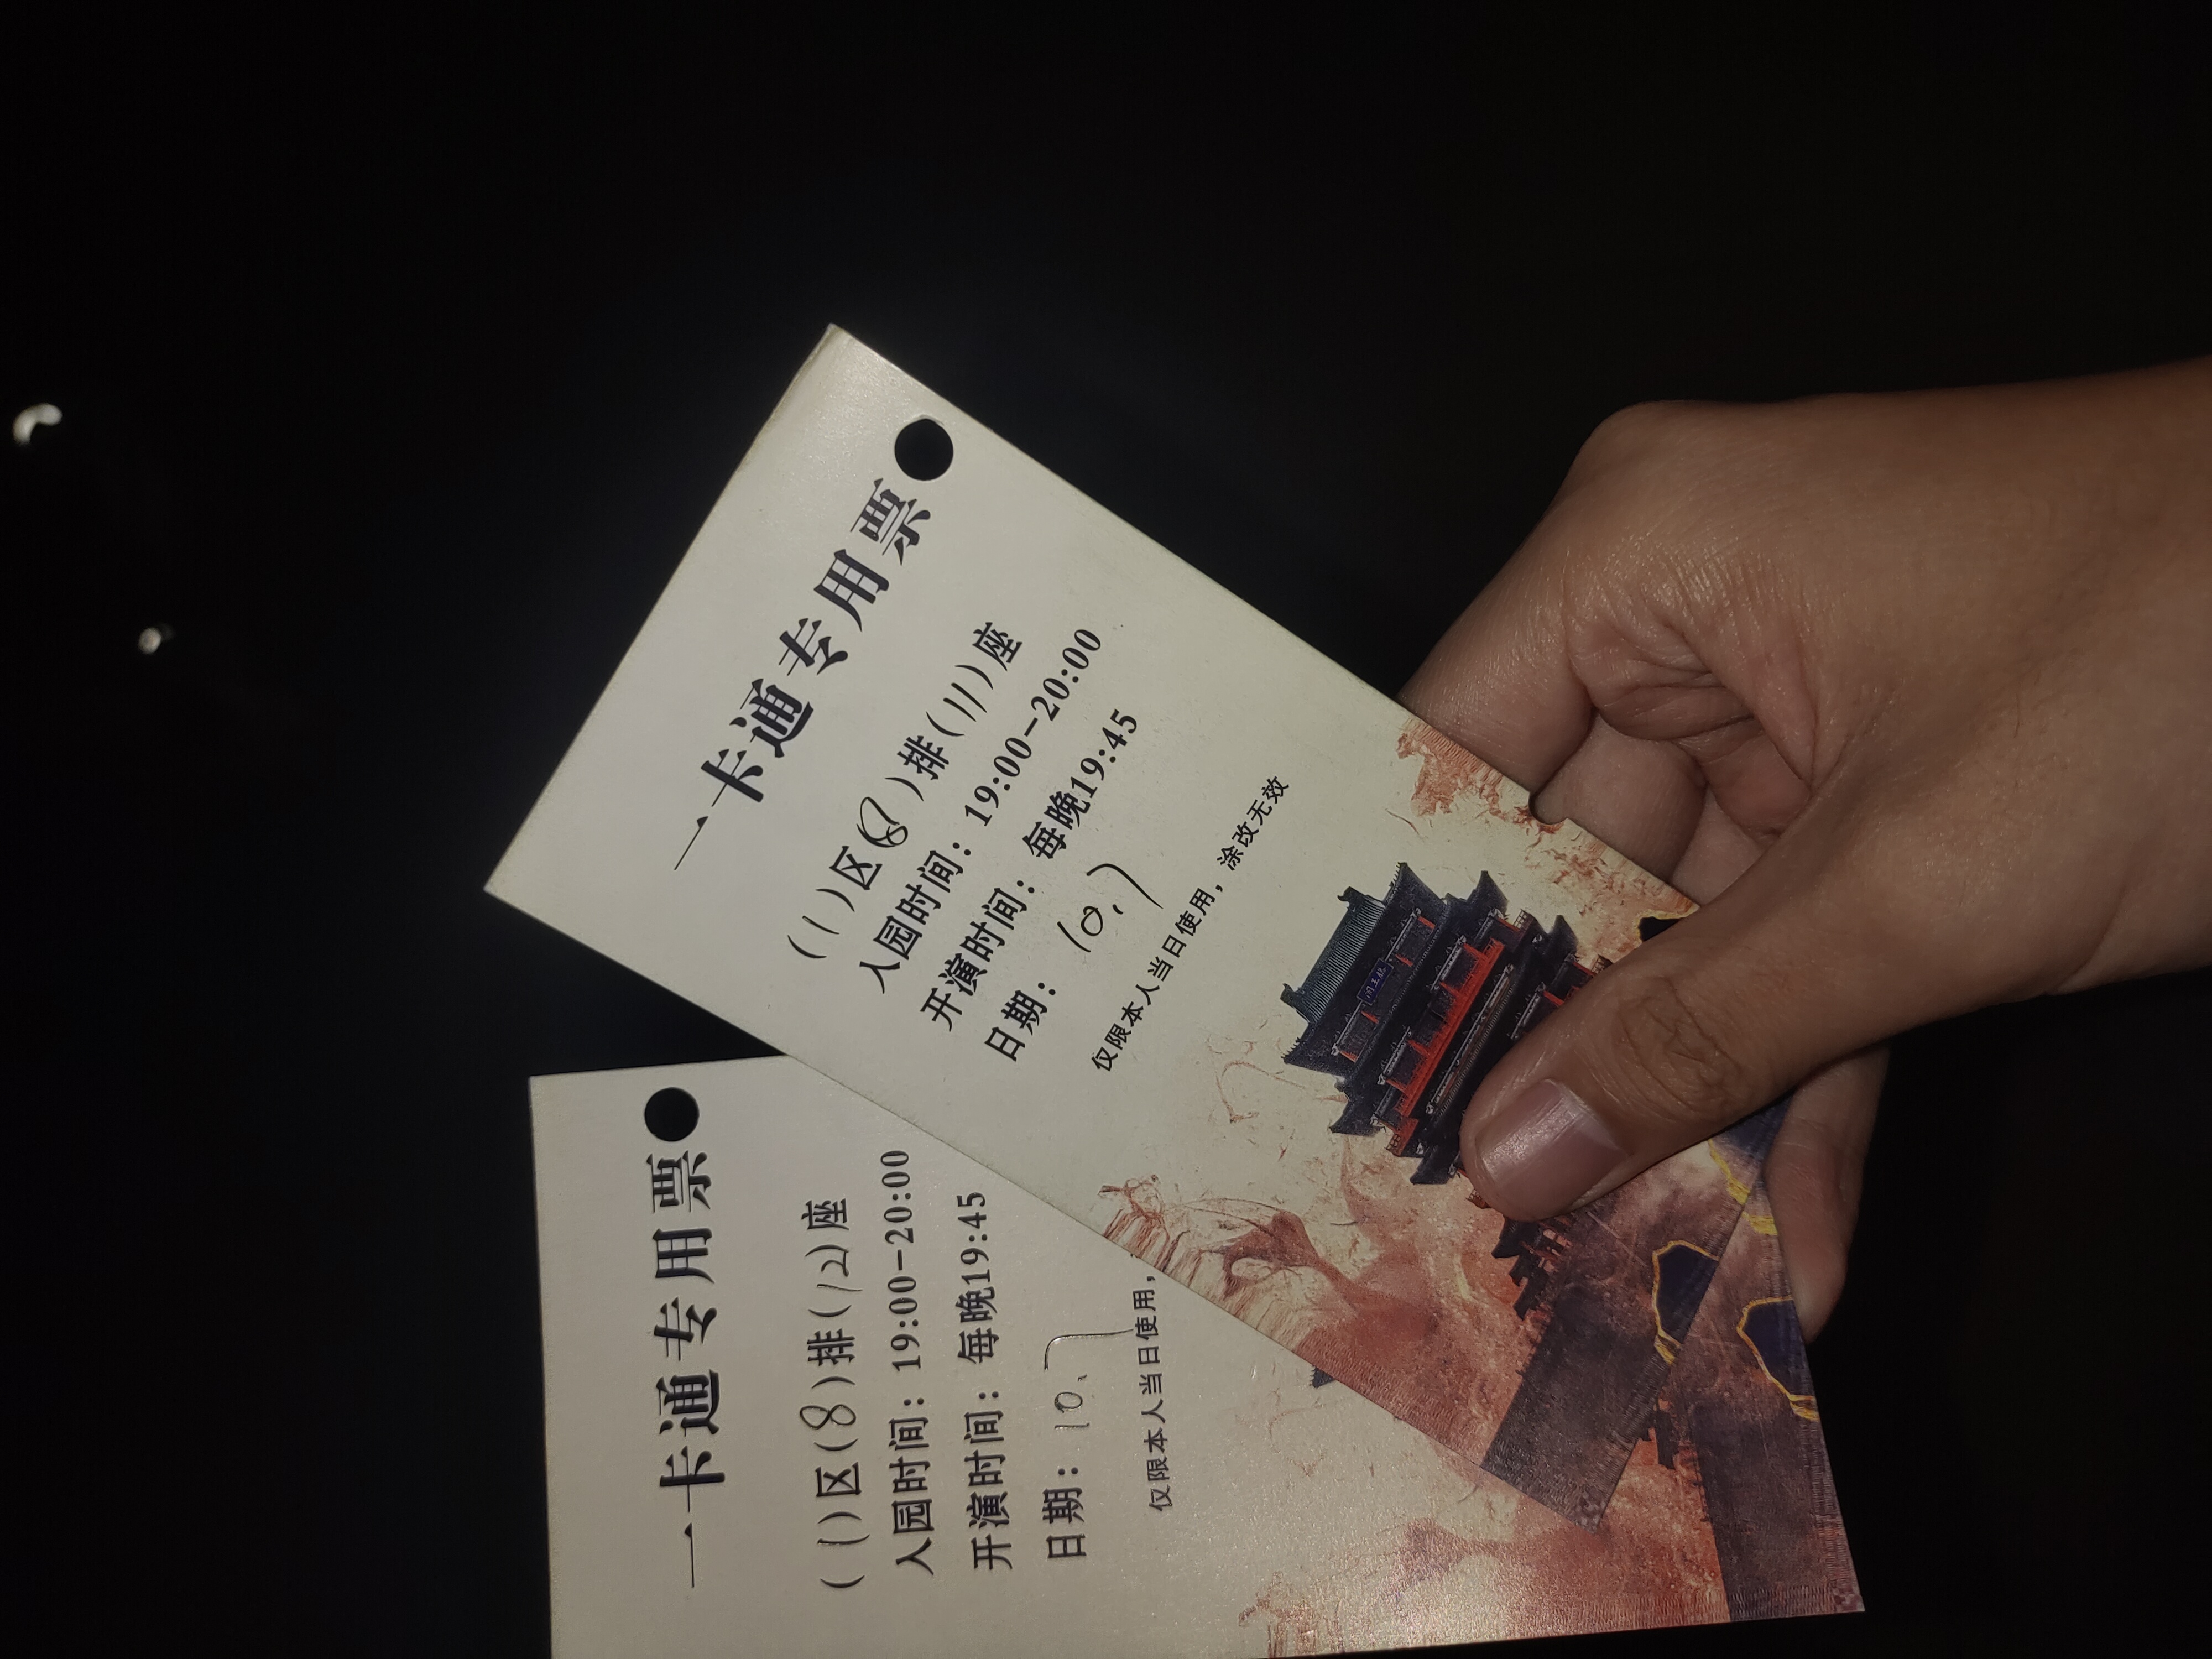 一卡通专用票
(1)区(8)排(12)座
入园时间：19:00-20:00
开演时间：每晚19:45
日期：10.7
仅限本人当日使用，
一卡通专用票
(1)区(8)排(11)座
入园时间：19:00-20:00
开演时间：每晚19:45
日期：10.7
仅限本人当日使用，涂改无效